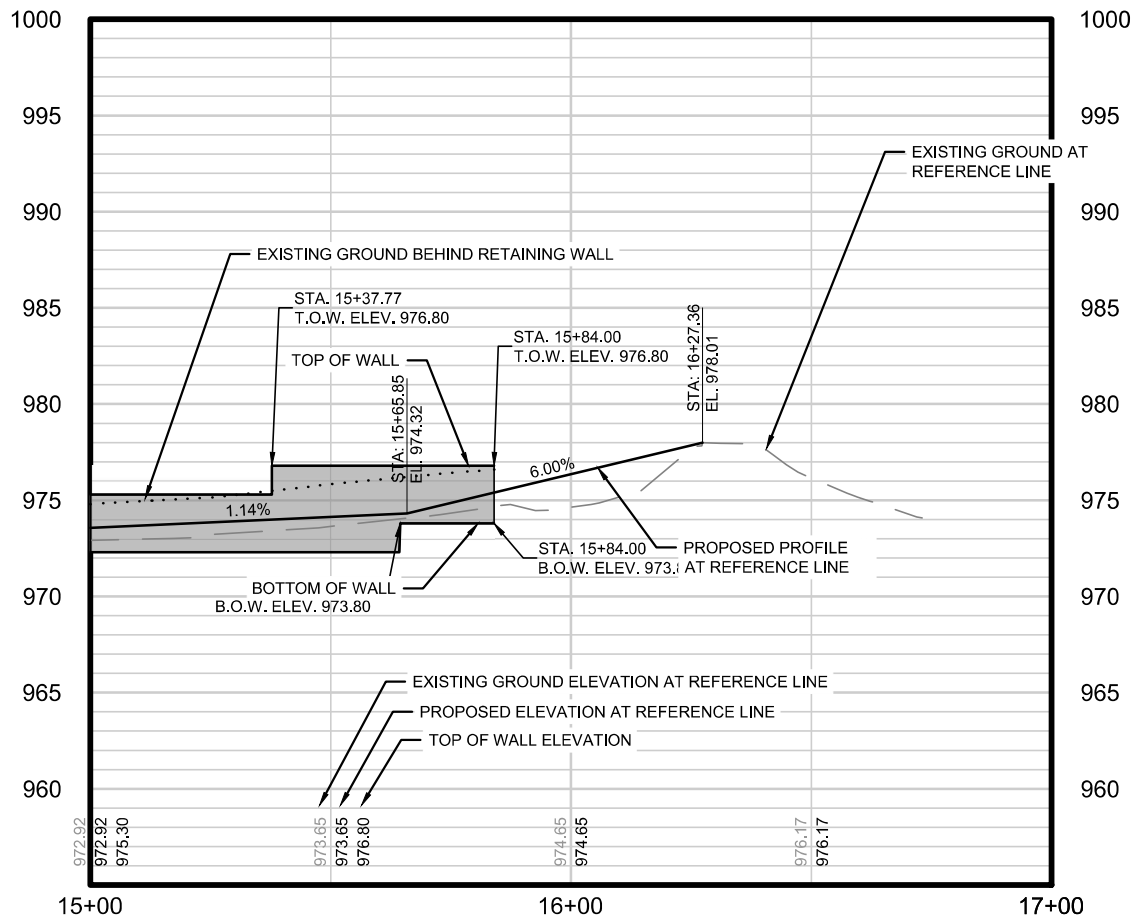 1000
1000
995
995
EXISTING GROUND AT
REFERENCE LINE
990
990
EXISTING GROUND BEHIND RETAINING WALL
985
985
STA. 15+37.77
T.O.W. ELEV. 976.80
STA. 15+84.00
T.O.W. ELEV. 976.80
TOP OF WALL
STA: 15+65.85
EL. 974.32
STA: 16+27.36
EL. 978.01
980
980
975
975
1.14%
6.00%
STA. 15+84.00
B.O.W. ELEV. 973.
PROPOSED PROFILE
AT REFERENCE LINE
BOTTOM OF WALL
B.O.W. ELEV. 973.80
970
970
965
965
EXISTING GROUND ELEVATION AT REFERENCE LINE
PROPOSED ELEVATION AT REFERENCE LINE
TOP OF WALL ELEVATION
960
960
972.92
972.92
975.30
973.65
973.65
976.80
974.65
974.65
976.17
976.17
15+00
16+00
17+00